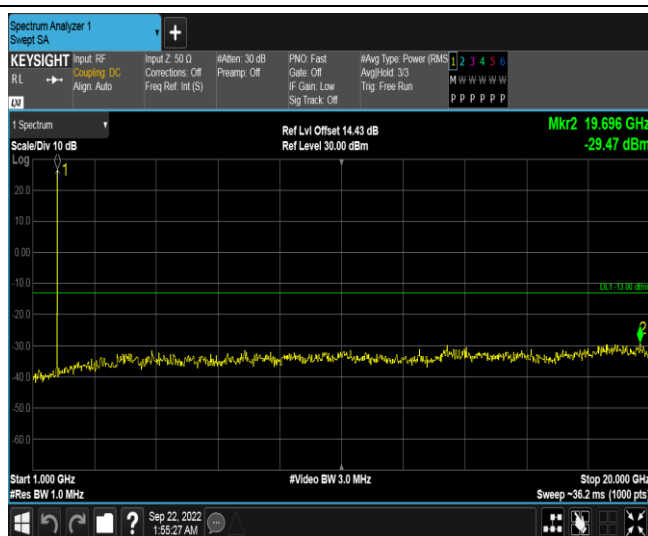 Spectrum Analyzer 1
Swept SA
+
KEYSIGHT
RL
LXI
Input: RF
Coupling: DC
Align: Auto
Input Z: 50 Ω
Corrections: Off
Freq Ref: Int (S)
#Atten: 30 dB
Preamp: Off
PNO: Fast
Gate: Off
IF Gain: Low
Sig Track: Off
#Avg Type: Power (RMS
Avg|Hold: 3/3
Trig: Free Run
1 2 3 4 5 6
M W W W W W
P P P P P P
1 Spectrum
Scale/Div 10 dB
Log
Ref Lvl Offset 14.43 dB
Ref Level 30.00 dBm
Mkr2 19.696 GHz
-29.47 dBm
1
20.0
10.0
0.00
-10.0
DL1 -13.00 dBm
-20.0
2
-30.0
-40.0
-50.0
-60.0
Start 1.000 GHz
#Res BW 1.0 MHz
#Video BW 3.0 MHz
Stop 20.000 GHz
Sweep ~36.2 ms (1000 pts)
?
Sep 22, 2022
1:55:27 AM